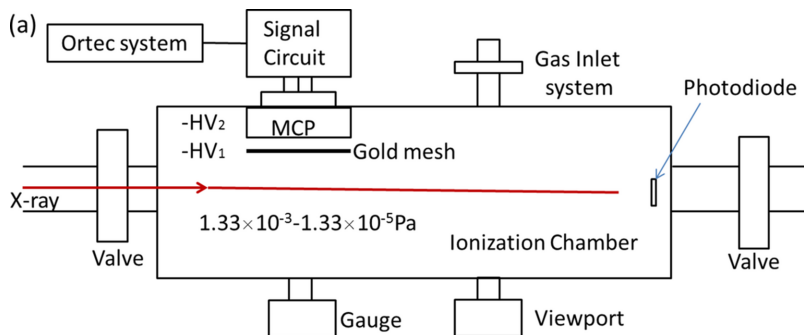 (a)
Ortec system
Signal
Circuit
Gas Inlet
system
Photodiode
-HV₂
MCP
-HV₁
Gold mesh
X-ray
1.33×10⁻³-1.33×10⁻⁵Pa
Ionization Chamber
Valve
Valve
Gauge
Viewport